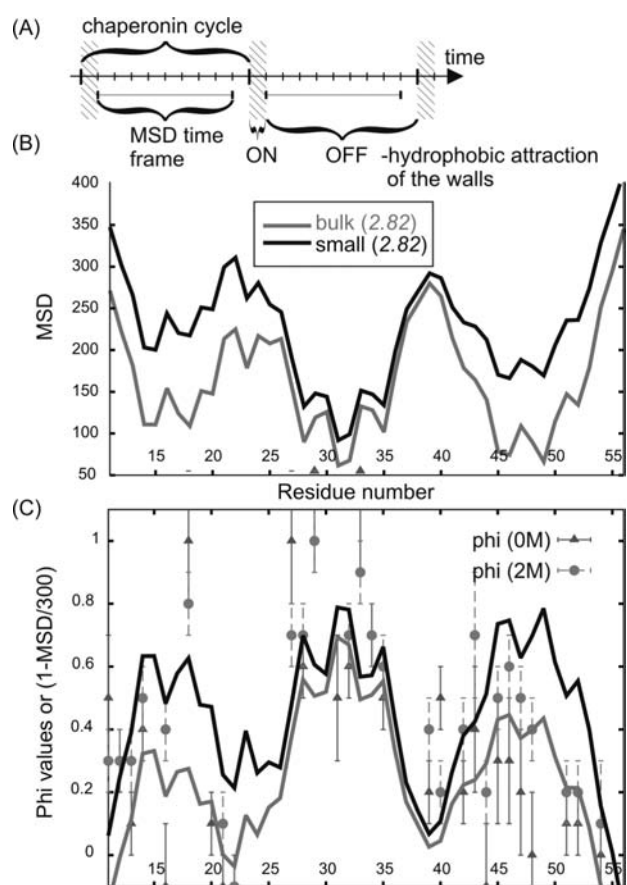 (A)
chaperonin cycle
time
MSD time
frame
ON
OFF
-hydrophobic attraction
of the walls
(B)
400
350
300
250
200
150
100
50
MSD
bulk (2.82)
small (2.82)
15 20 25 30 35 40 45 50 55
Residue number
(C)
1
0.8
0.6
0.4
0.2
0
Phi values or (1-MSD/300)
phi (0M)
phi (2M)
15 20 25 30 35 40 45 50 55